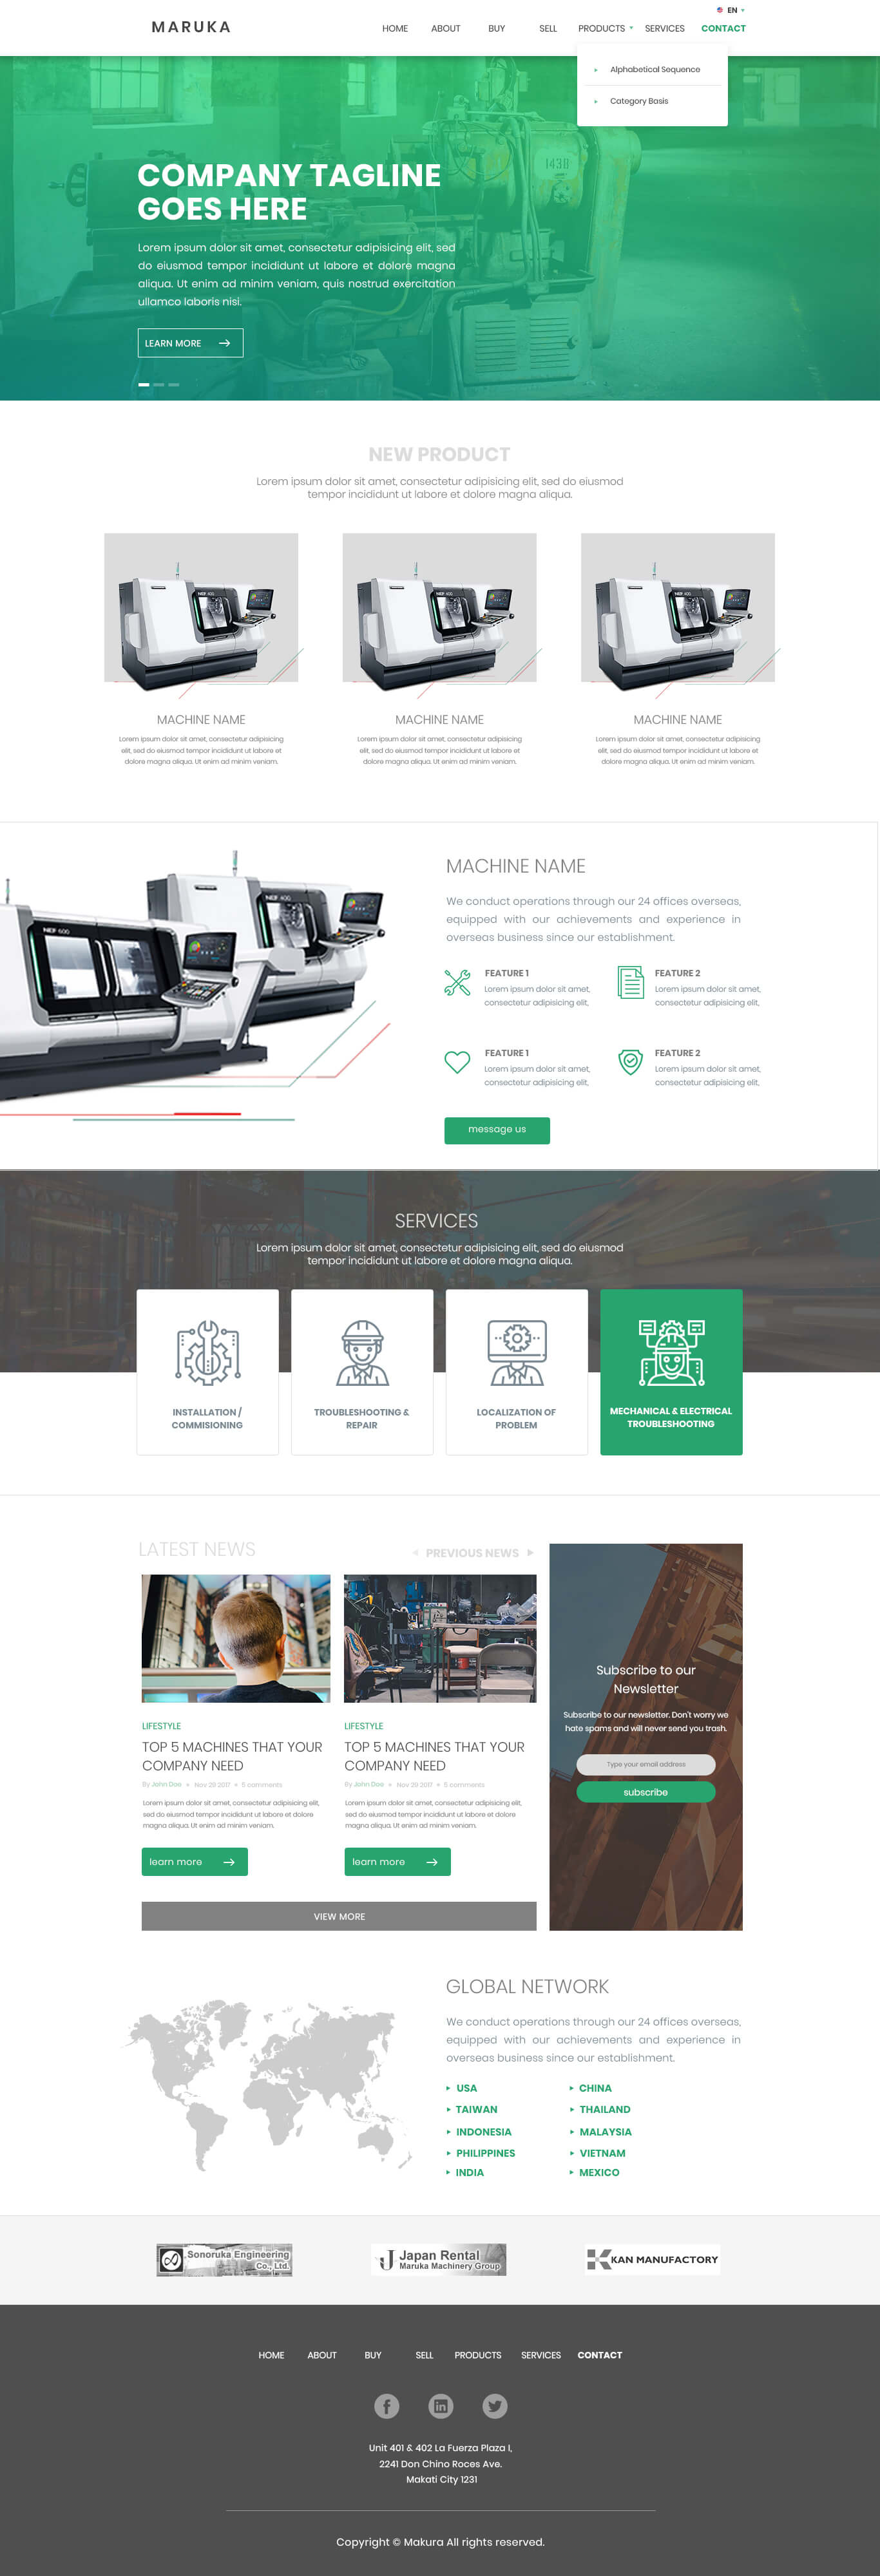 EN
MARUKA
HOME ABOUT BUY SELL PRODUCTS SERVICES CONTACT
Alphabetical Sequence
Category Basis
1438
COMPANY TAGLINE
GOES HERE
Lorem ipsum dolor sit amet, consectetur adipisicing elit, sed
do eiusmod tempor incididunt ut labore et dolore magna
aliqua. Ut enim ad minim veniam, quis nostrud exercitation
ullamco laboris nisi.
LEARN MORE
NEW PRODUCT
Lorem ipsum dolor sit amet, consectetur adipisicing elit, sed do eiusmod
tempor incididunt ut labore et dolore magna aliqua.
NEF 400
NEF 400
NEF 400
MACHINE NAME
Lorem ipsum dolor sit amet, consectetur adipisicing
elit, sed do eiusmod tempor incididunt ut labore et
dolore magna aliqua. Ut enim ad minim veniam.
MACHINE NAME
Lorem ipsum dolor sit amet, consectetur adipisicing
elit, sed do eiusmod tempor incididunt ut labore et
dolore magna aliqua. Ut enim ad minim veniam.
MACHINE NAME
Lorem ipsum dolor sit amet, consectetur adipisicing
elit, sed do eiusmod tempor incididunt ut labore et
dolore magna aliqua. Ut enim ad minim veniam.
NEF 400
NEF 400
MACHINE NAME
We conduct operations through our 24 offices overseas,
equipped with our achievements and experience in
overseas business since our establishment.
FEATURE 1
Lorem ipsum dolor sit amet,
consectetur adipisicing elit,
FEATURE 2
Lorem ipsum dolor sit amet,
consectetur adipisicing elit,
FEATURE 1
Lorem ipsum dolor sit amet,
consectetur adipisicing elit,
FEATURE 2
Lorem ipsum dolor sit amet,
consectetur adipisicing elit,
message us
SERVICES
Lorem ipsum dolor sit amet, consectetur adipisicing elit, sed do eiusmod
tempor incididunt ut labore et dolore magna aliqua.
INSTALLATION /
COMMISIONING
TROUBLESHOOTING &
REPAIR
LOCALIZATION OF
PROBLEM
MECHANICAL & ELECTRICAL
TROUBLESHOOTING
LATEST NEWS
PREVIOUS NEWS
LIFESTYLE
TOP 5 MACHINES THAT YOUR
COMPANY NEED
By John Doe Nov 29 2017 5 comments
Lorem ipsum dolor sit amet, consectetur adipisicing elit,
sed do eiusmod tempor incididunt ut labore et dolore
magna aliqua. Ut enim ad minim veniam.
learn more
LIFESTYLE
TOP 5 MACHINES THAT YOUR
COMPANY NEED
By John Doe Nov 29 2017 5 comments
Lorem ipsum dolor sit amet, consectetur adipisicing elit,
sed do eiusmod tempor incididunt ut labore et dolore
magna aliqua. Ut enim ad minim veniam.
learn more
VIEW MORE
Subscribe to our
Newsletter
Subscribe to our newsletter. Don't worry we
hate spams and will never send you trash.
Type your email address
subscribe
GLOBAL NETWORK
We conduct operations through our 24 offices overseas,
equipped with our achievements and experience in
overseas business since our establishment.
USA
CHINA
TAIWAN
THAILAND
INDONESIA
MALAYSIA
PHILIPPINES
VIETNAM
INDIA
MEXICO
Sonoruka Engineering
Co., Ltd.
J Japan Rental
Maruka Machinery Group
K KAN MANUFACTORY
HOME ABOUT BUY SELL PRODUCTS SERVICES CONTACT
Unit 401 & 402 La Fuerza Plaza I,
2241 Don Chino Roces Ave.
Makati City 1231
Copyright © Makura All rights reserved.